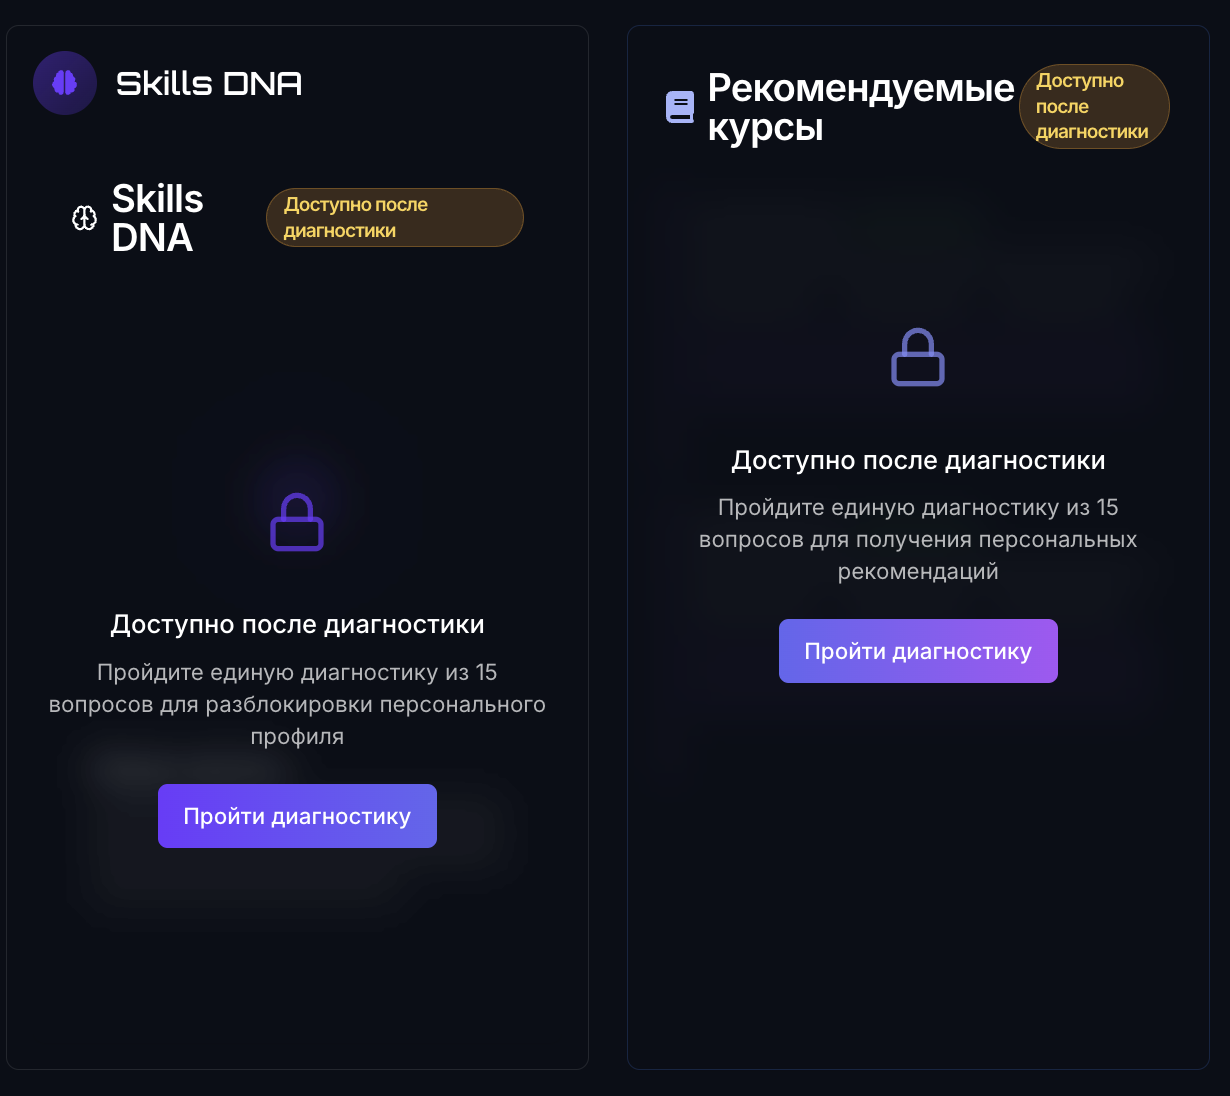 Skills DNA
Skills
DNA
Доступно после
диагностики
Доступно после диагностики
Пройдите единую диагностику из 15
вопросов для разблокировки персонального
профиля
Пройти диагностику
Рекомендуемые
курсы
Доступно
после
диагностики
Доступно после диагностики
Пройдите единую диагностику из 15
вопросов для получения персональных
рекомендаций
Пройти диагностику